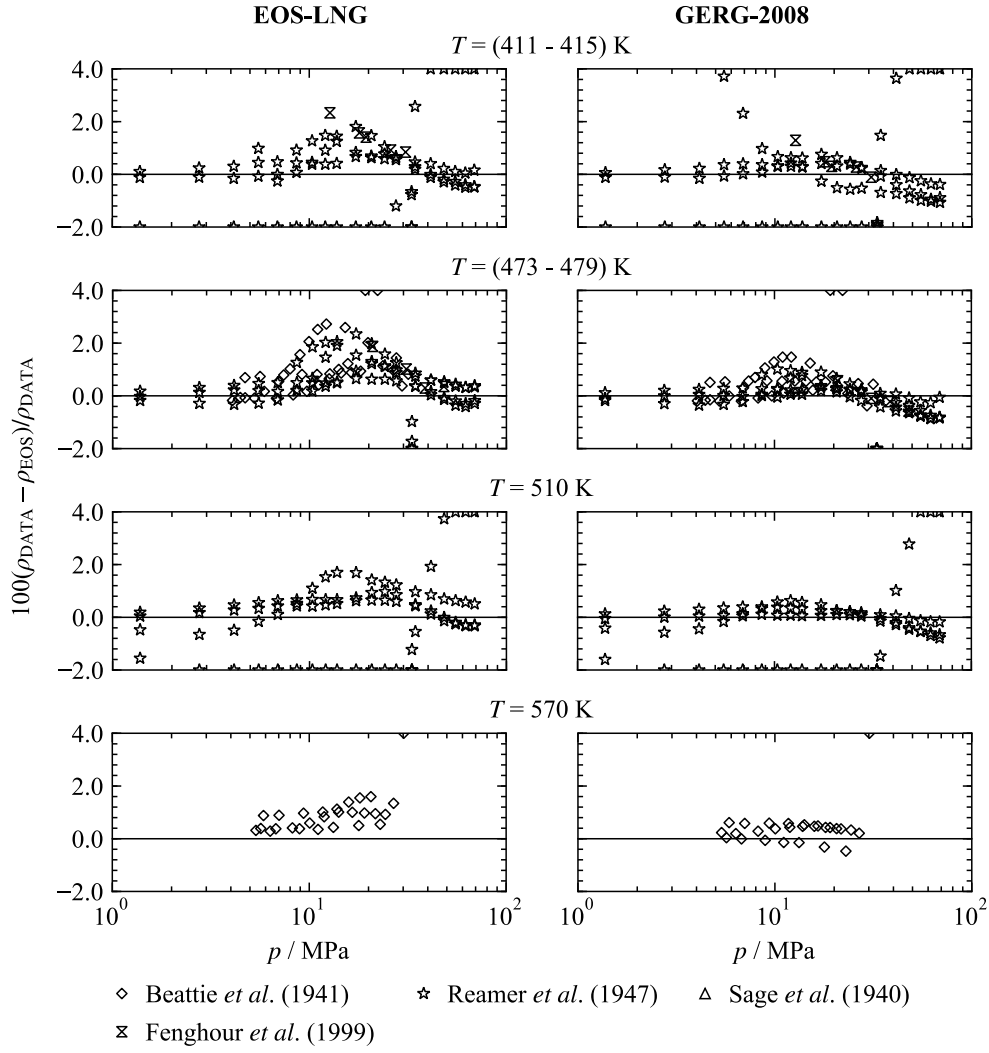 EOS-LNG GERG-2008
T = (411 - 415) K
4.0
2.0
0.0
−2.0
T = (473 - 479) K
4.0
2.0
0.0
−2.0
100(ρDATA − ρEOS)/ρDATA
T = 510 K
4.0
2.0
0.0
−2.0
T = 570 K
4.0
2.0
0.0
−2.0
10^0 10^1 10^2 10^0 10^1 10^2
p / MPa p / MPa
Beattie et al. (1941) Reamer et al. (1947) Sage et al. (1940)
Fenghour et al. (1999)